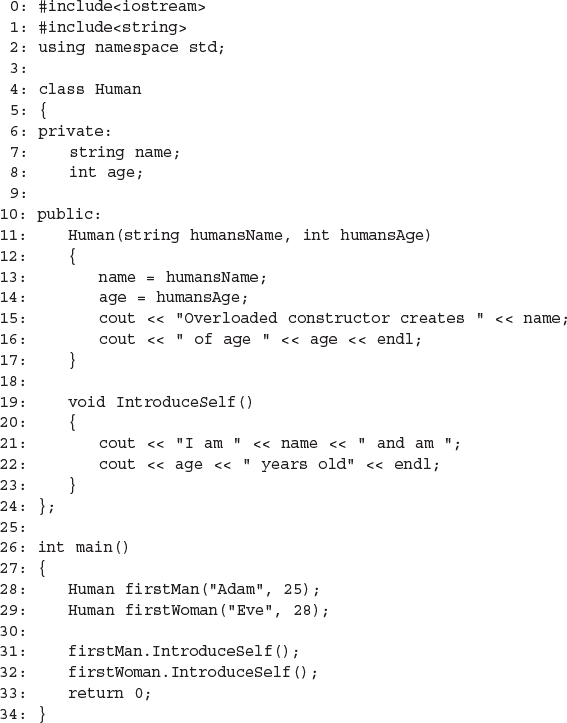 0: #include<iostream>
1: #include<string>
2: using namespace std;
3:
4: class Human
5: {
6: private:
7:    string name;
8:    int age;
9:
10: public:
11:    Human(string humansName, int humansAge)
12:    {
13:       name = humansName;
14:       age = humansAge;
15:       cout << "Overloaded constructor creates " << name;
16:       cout << " of age " << age << endl;
17:    }
18:
19:    void IntroduceSelf()
20:    {
21:       cout << "I am " << name << " and am ";
22:       cout << age << " years old" << endl;
23:    }
24: };
25:
26: int main()
27: {
28:    Human firstMan("Adam", 25);
29:    Human firstWoman("Eve", 28);
30:
31:    firstMan.IntroduceSelf();
32:    firstWoman.IntroduceSelf();
33:    return 0;
34: }